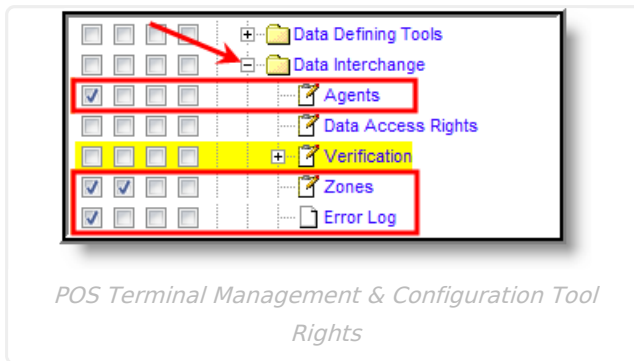 Data Defining Tools
Data Interchange
Agents
Data Access Rights
Verification
Zones
Error Log
POS Terminal Management & Configuration Tool
Rights